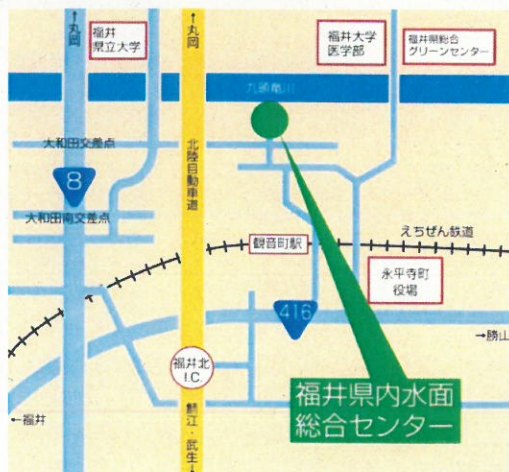 ↑丸岡
福井
県立大学
↑丸岡
福井大学
医学部
福井県総合
グリーンセンター
九頭竜川
大和田交差点
8
北陸自動車道
大和田南交差点
えちぜん鉄道
観音町駅
永平寺町
役場
416
→勝山
福井北
I.C.
福井県内水面
総合センター
←福井
鯖江・武生↓